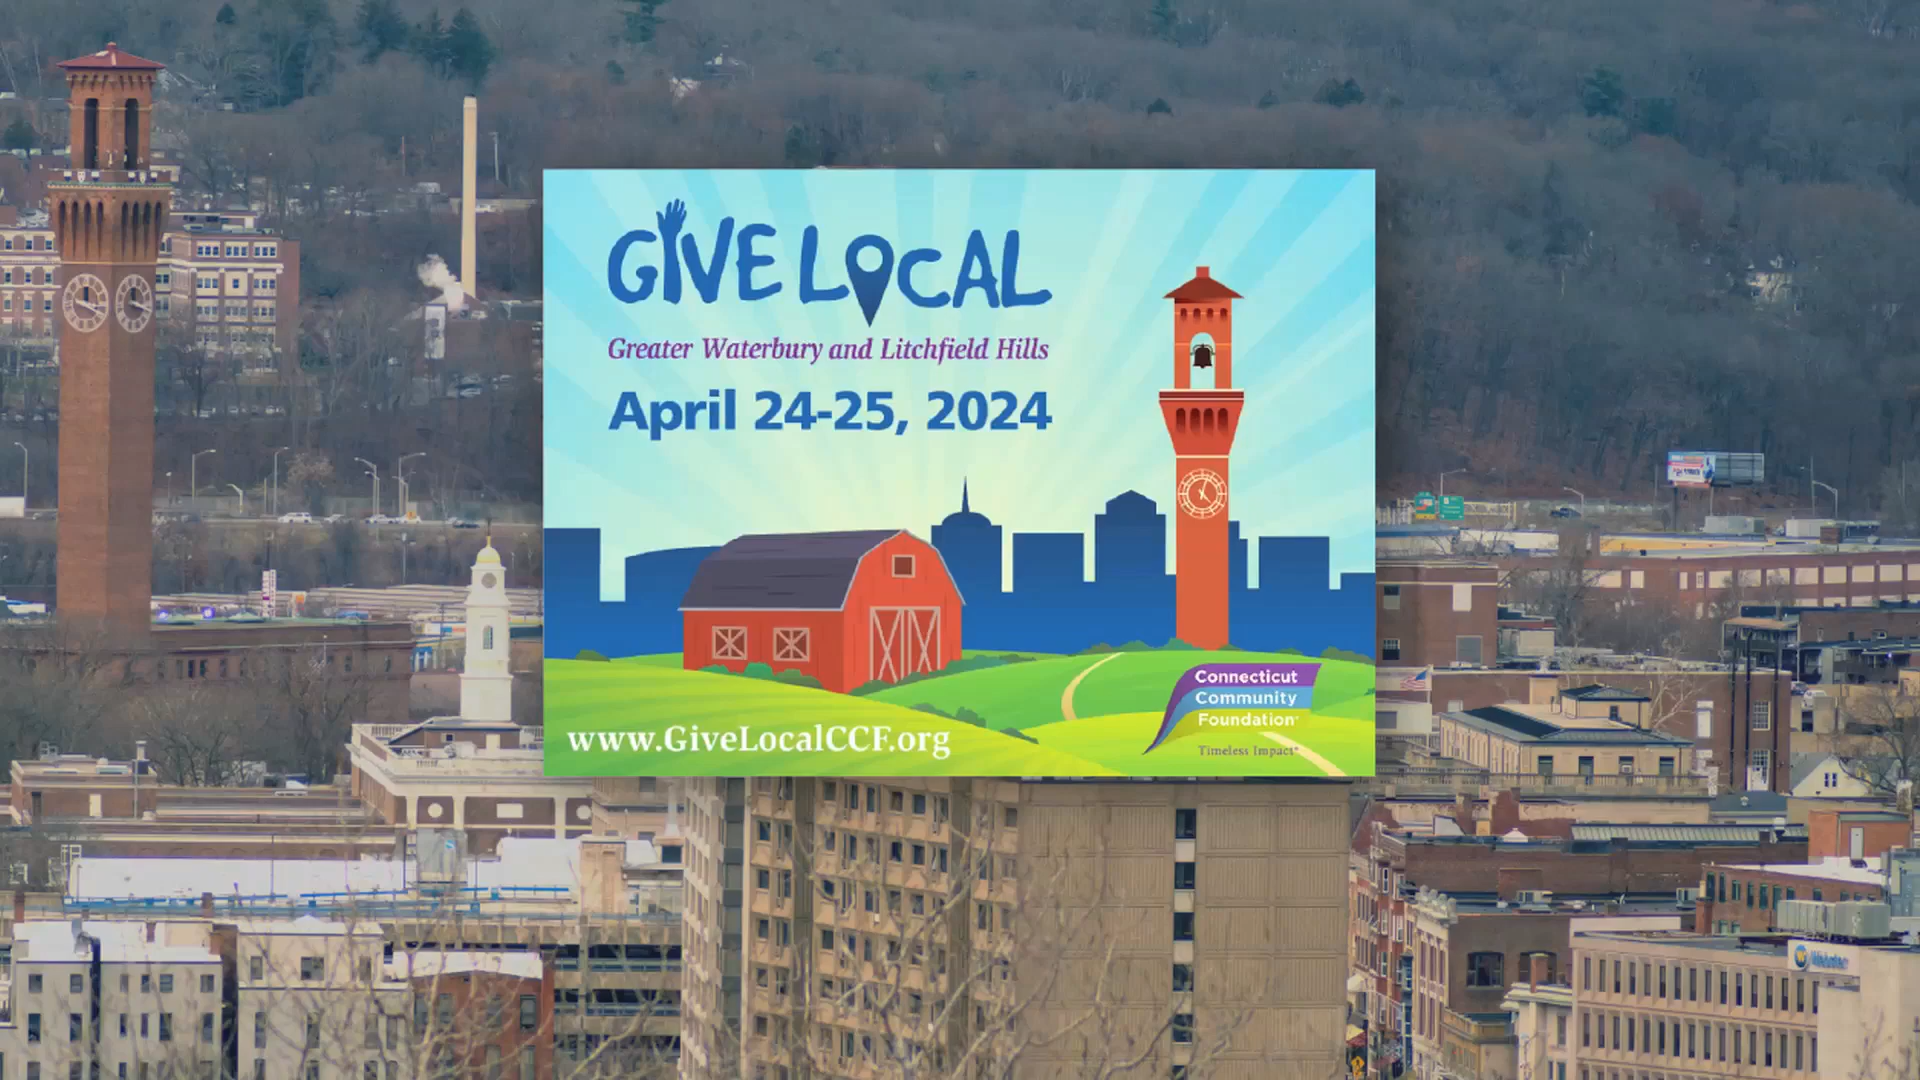 GIVE LOCAL
Greater Waterbury and Litchfield Hills
April 24-25, 2024
Connecticut
Community
Foundation
Timeless Impact
www.GiveLocalCCF.org
Webster